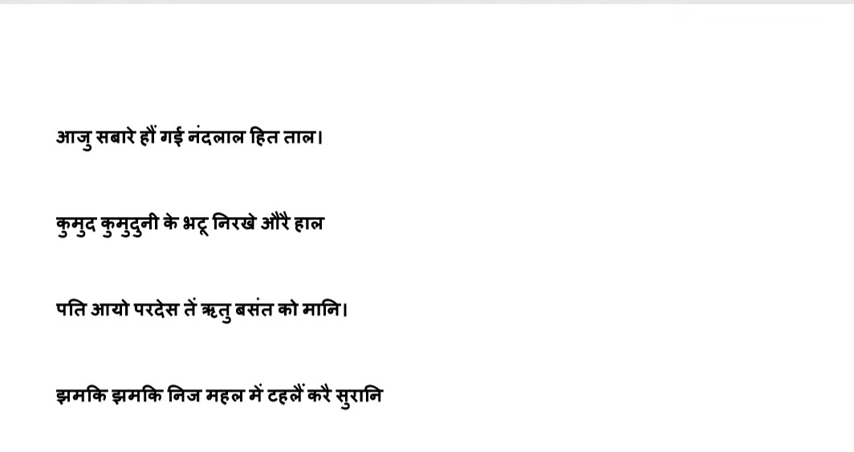 आजु सबारे हौं गई नंदलाल हित ताल।
कुमुद कुमुदुनी के भटू निरखे औरै हाल
पति आयो परदेस तें ऋतु बसंत को मानि।
झमकि झमकि निज महल में टहलैं करै सुरानि